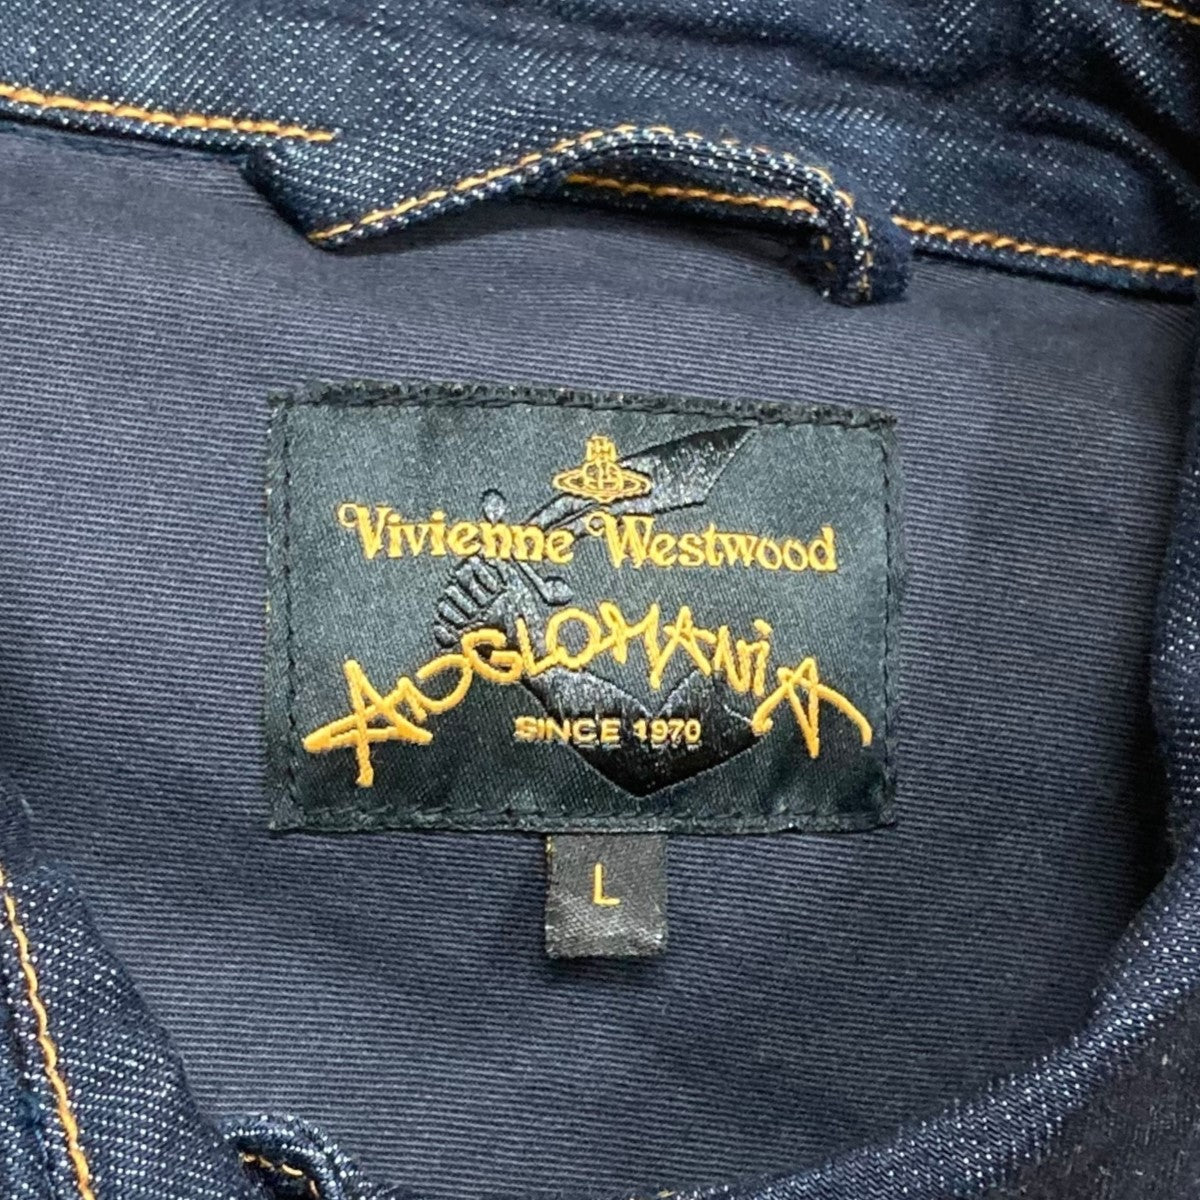 Vivienne Westwood
ANGLOMANiA
SINCE 1970
L